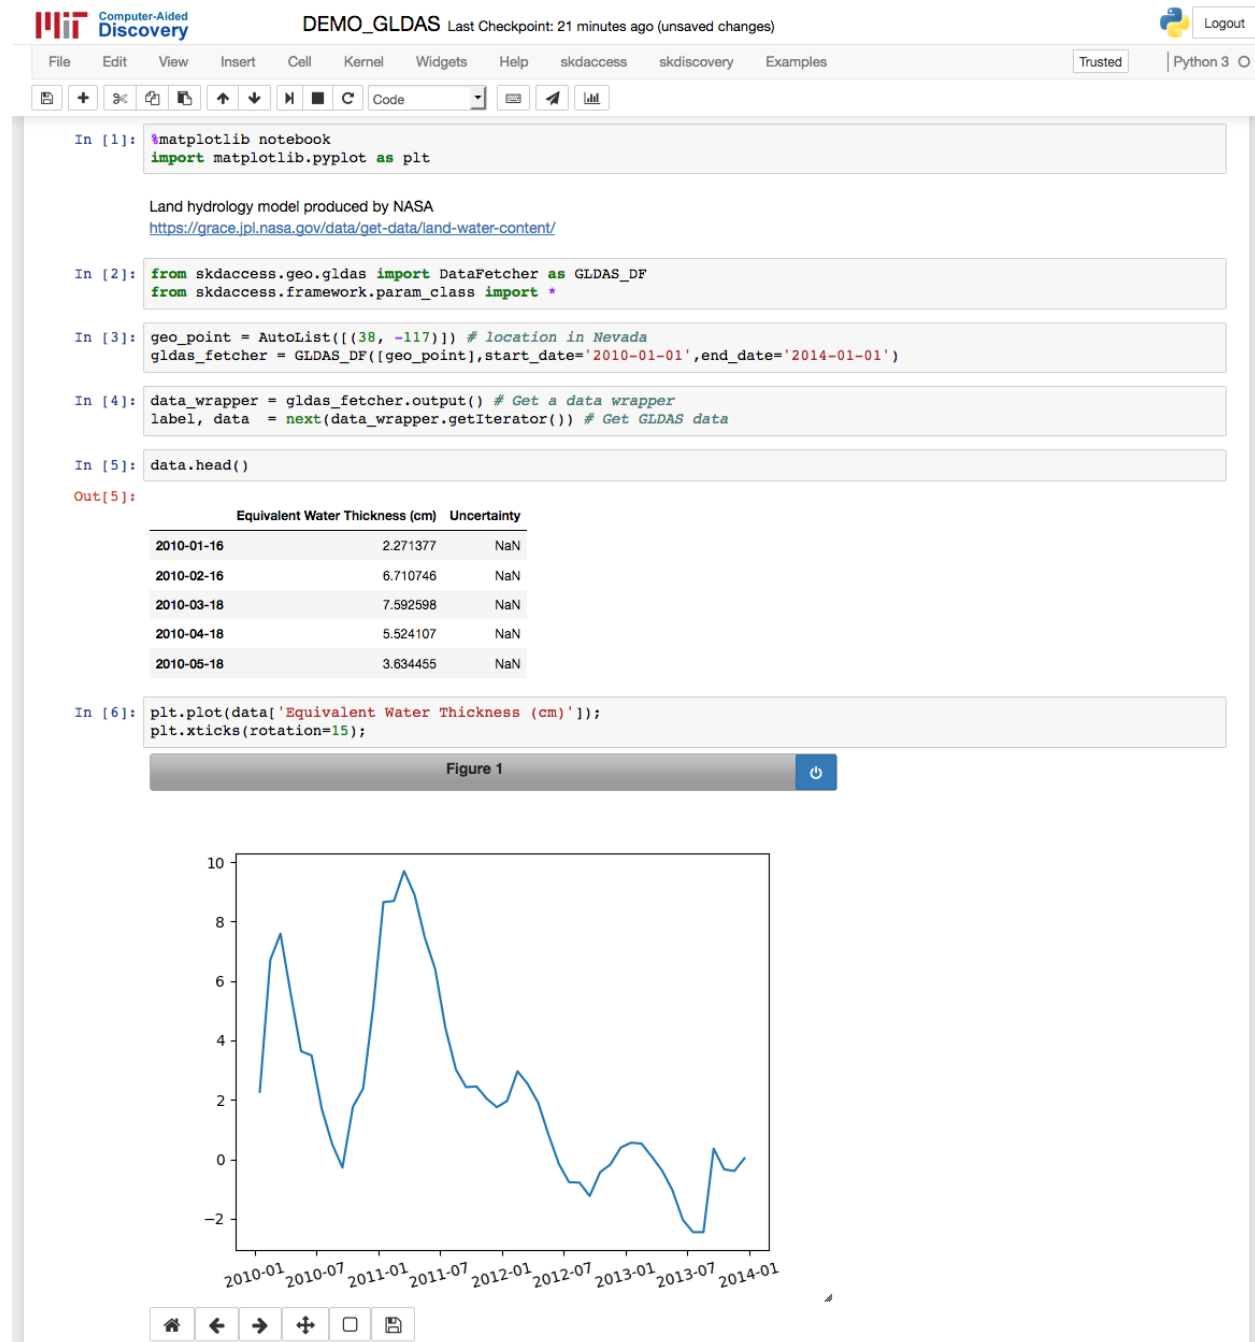 MIT Computer-Aided Discovery
DEMO_GLDAS Last Checkpoint: 21 minutes ago (unsaved changes)
Logout
File Edit View Insert Cell Kernel Widgets Help skdaccess skdiscovery Examples Trusted Python 3
Code
In [1]: %matplotlib notebook
import matplotlib.pyplot as plt
Land hydrology model produced by NASA
https://grace.jpl.nasa.gov/data/get-data/land-water-content/
In [2]: from skdaccess.geo.gldas import DataFetcher as GLDAS_DF
from skdaccess.framework.param_class import *
In [3]: geo_point = AutoList([(38, -117)]) # location in Nevada
gldas_fetcher = GLDAS_DF([geo_point],start_date='2010-01-01',end_date='2014-01-01')
In [4]: data_wrapper = gldas_fetcher.output() # Get a data wrapper
label, data  = next(data_wrapper.getIterator()) # Get GLDAS data
In [5]: data.head()
Out[5]:
Equivalent Water Thickness (cm) Uncertainty
2010-01-16 2.271377 NaN
2010-02-16 6.710746 NaN
2010-03-18 7.592598 NaN
2010-04-18 5.524107 NaN
2010-05-18 3.634455 NaN
In [6]: plt.plot(data['Equivalent Water Thickness (cm)']);
plt.xticks(rotation=15);
Figure 1
10
8
6
4
2
0
−2
2010-01 2010-07 2011-01 2011-07 2012-01 2012-07 2013-01 2013-07 2014-01